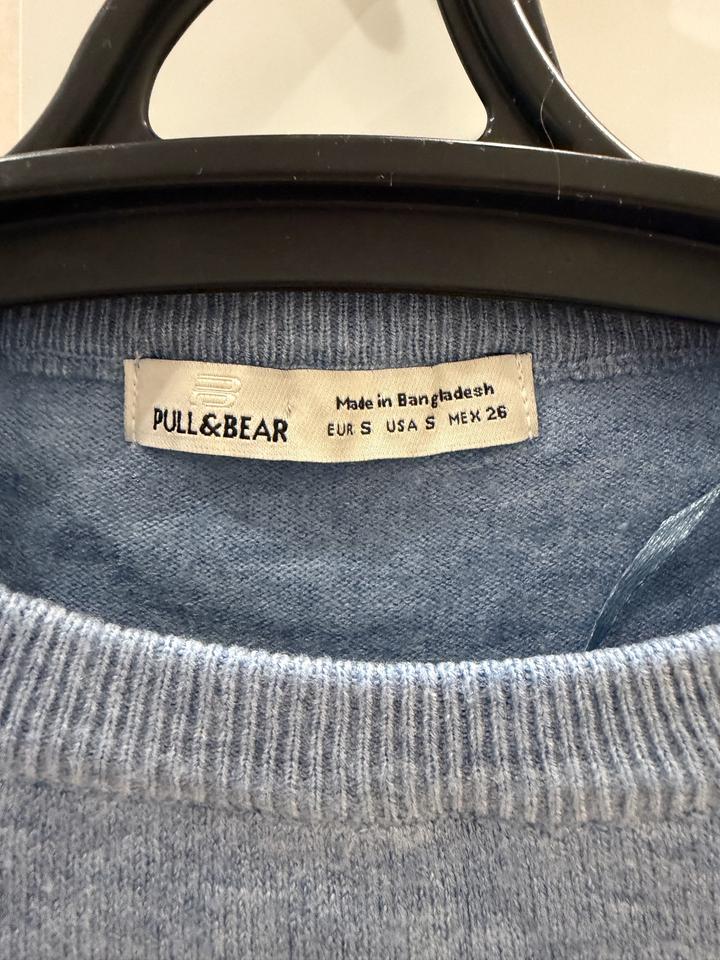 PULL&BEAR
Made in Bangladesh
EUR S USA S MEX 26